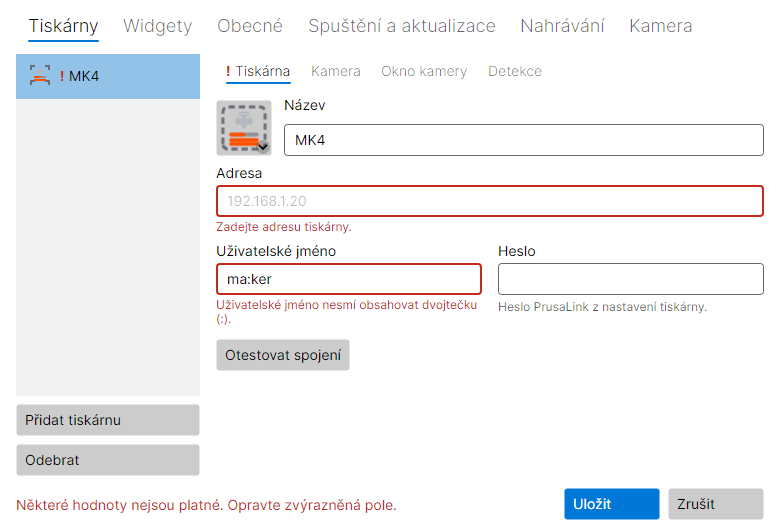 Tiskárny Widgety Obecné Spuštění a aktualizace Nahrávání Kamera
! MK4
! Tiskárna Kamera Okno kamery Detekce
Název
MK4
Adresa
192.168.1.20
Zadejte adresu tiskárny.
Uživatelské jméno Heslo
ma:ker
Uživatelské jméno nesmí obsahovat dvojtečku
(:).
Heslo PrusaLink z nastavení tiskárny.
Otestovat spojení
Přidat tiskárnu
Odebrat
Některé hodnoty nejsou platné. Opravte zvýrazněná pole.
Uložit Zrušit